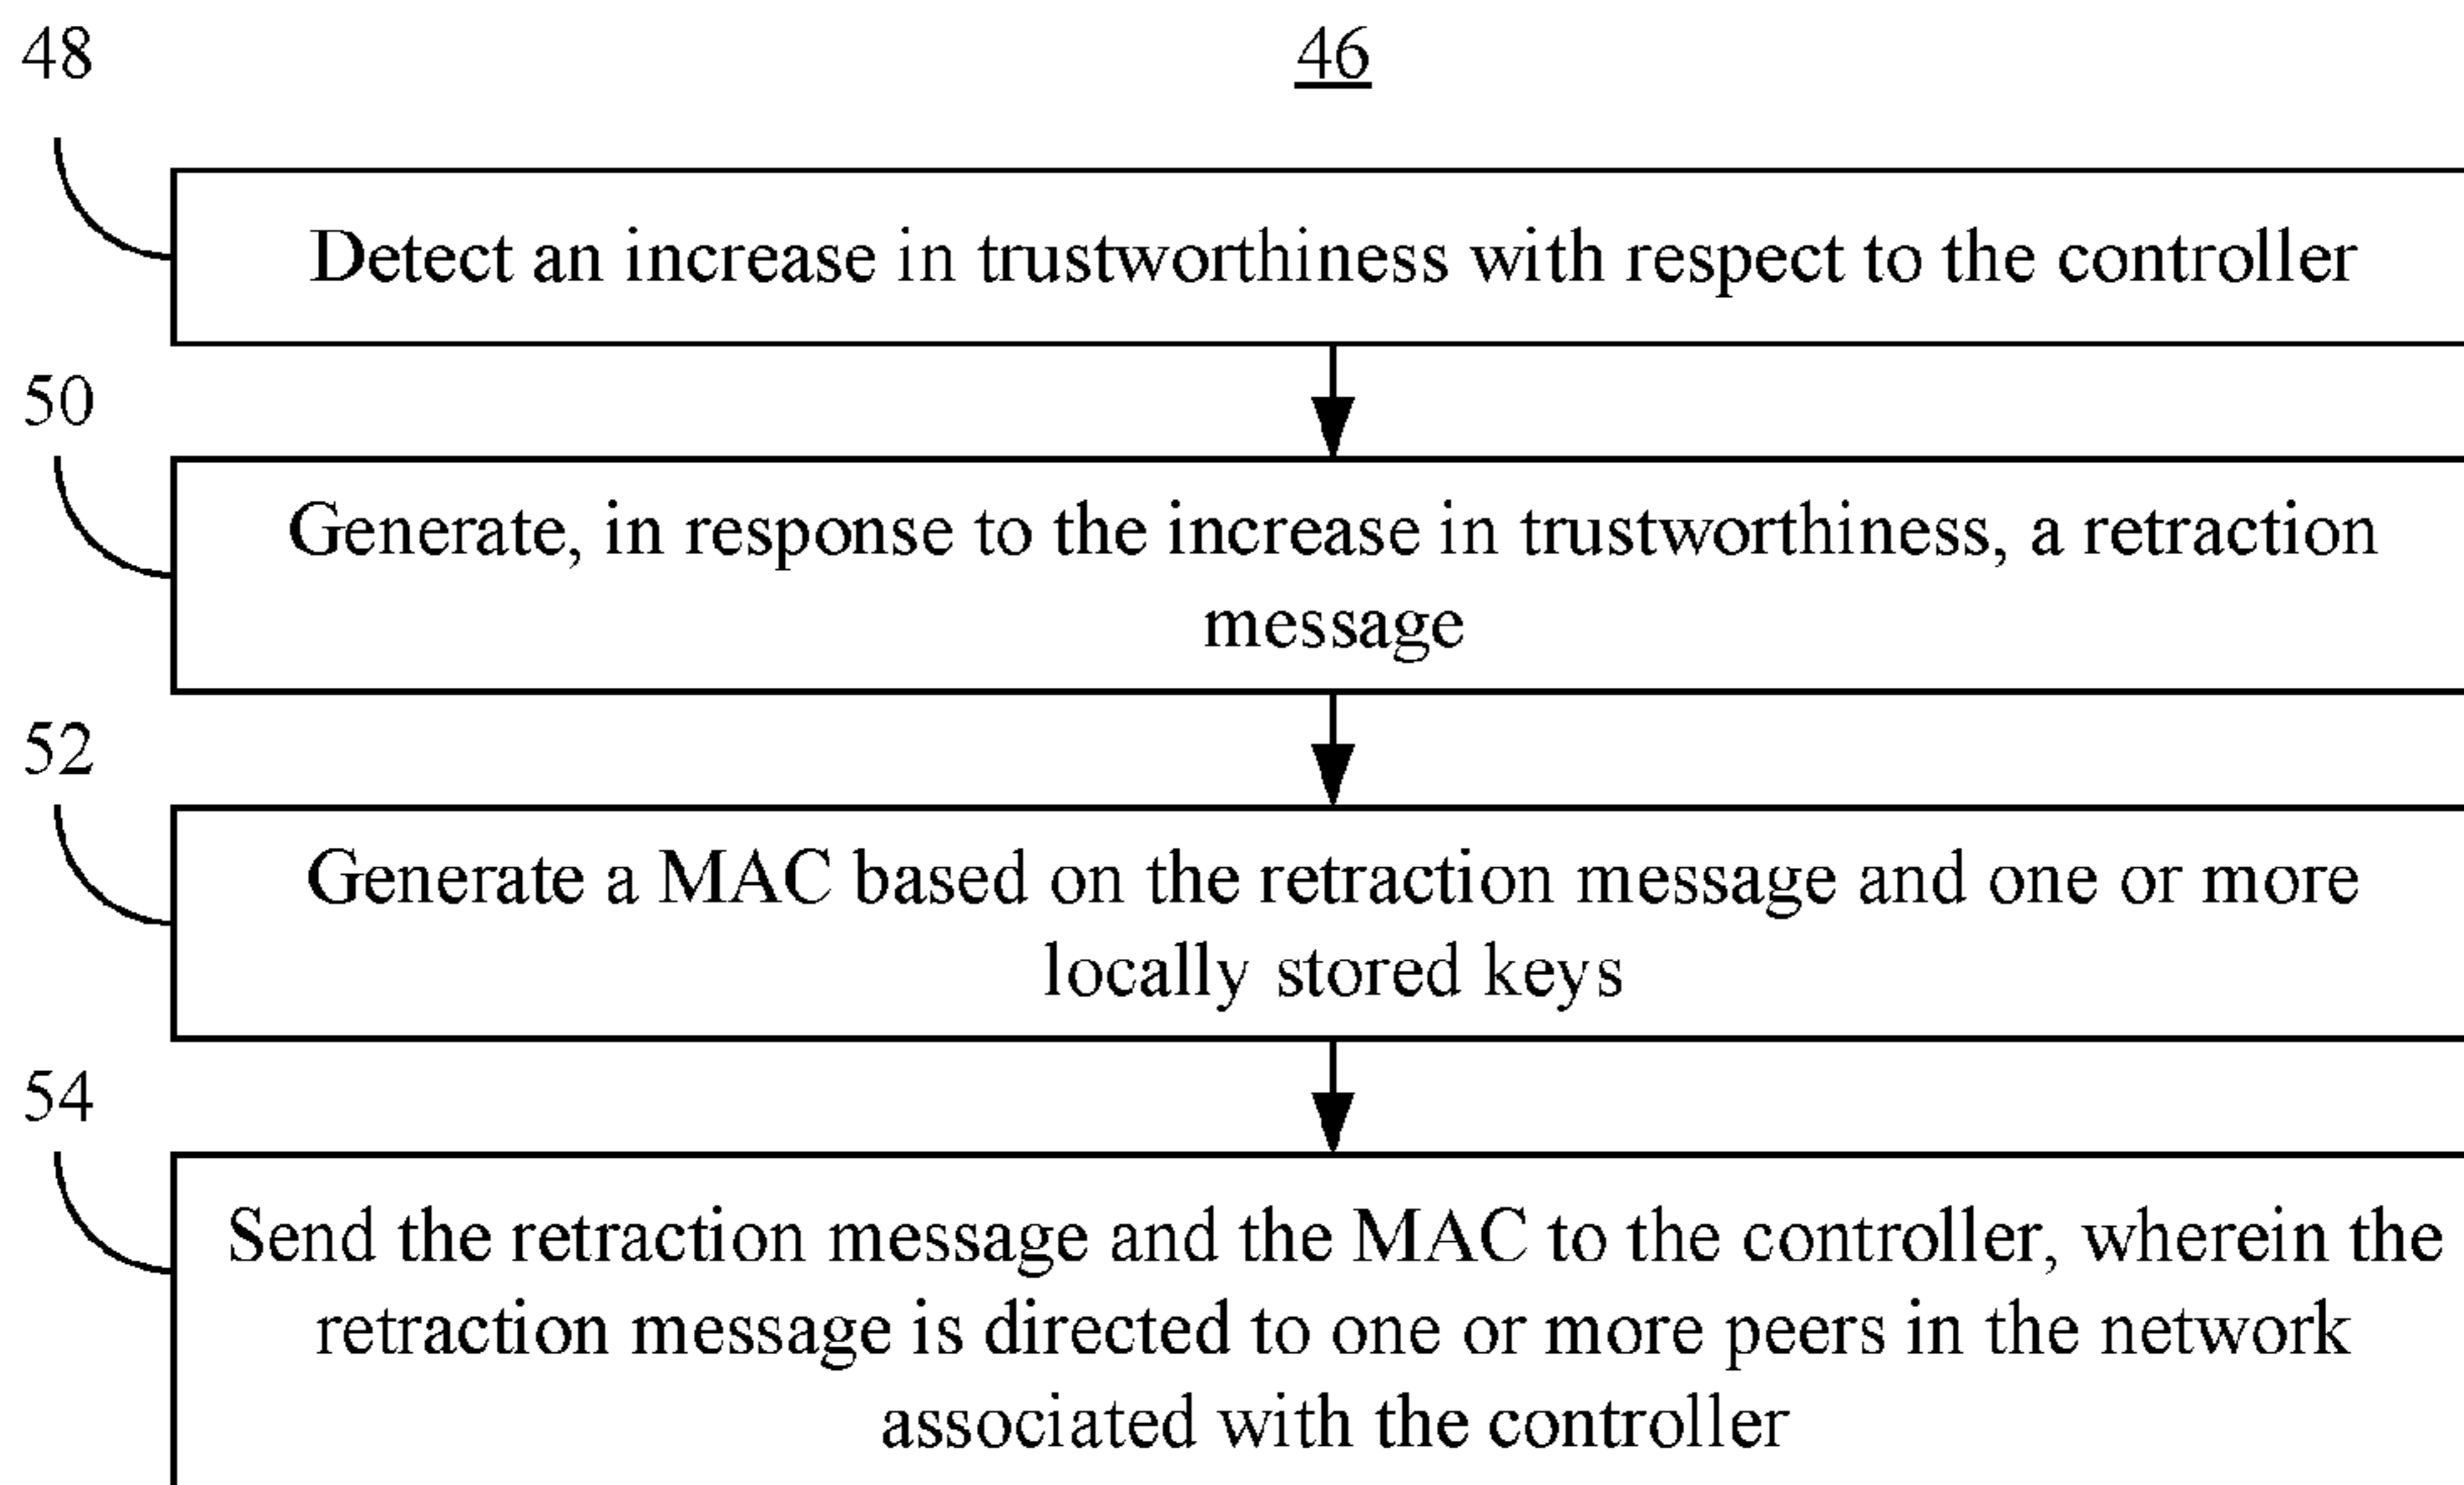 48
46
Detect an increase in trustworthiness with respect to the controller
50
Generate, in response to the increase in trustworthiness, a retraction
message
52
Generate a MAC based on the retraction message and one or more
locally stored keys
54
Send the retraction message and the MAC to the controller, wherein the
retraction message is directed to one or more peers in the network
associated with the controller